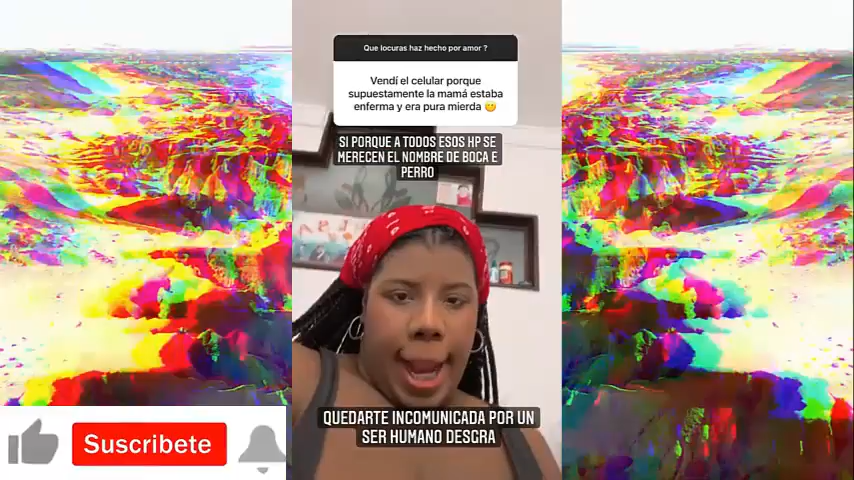 Que locuras haz hecho por amor ?
Vendí el celular porque
supuestamente la mamá estaba
enferma y era pura mierda 🤫
SI PORQUE A TODOS ESOS HP SE
MERECEN EL NOMBRE DE BOCA E
PERRO
QUEDARTE INCOMUNICADA POR UN
SER HUMANO DESGRA
Suscribete